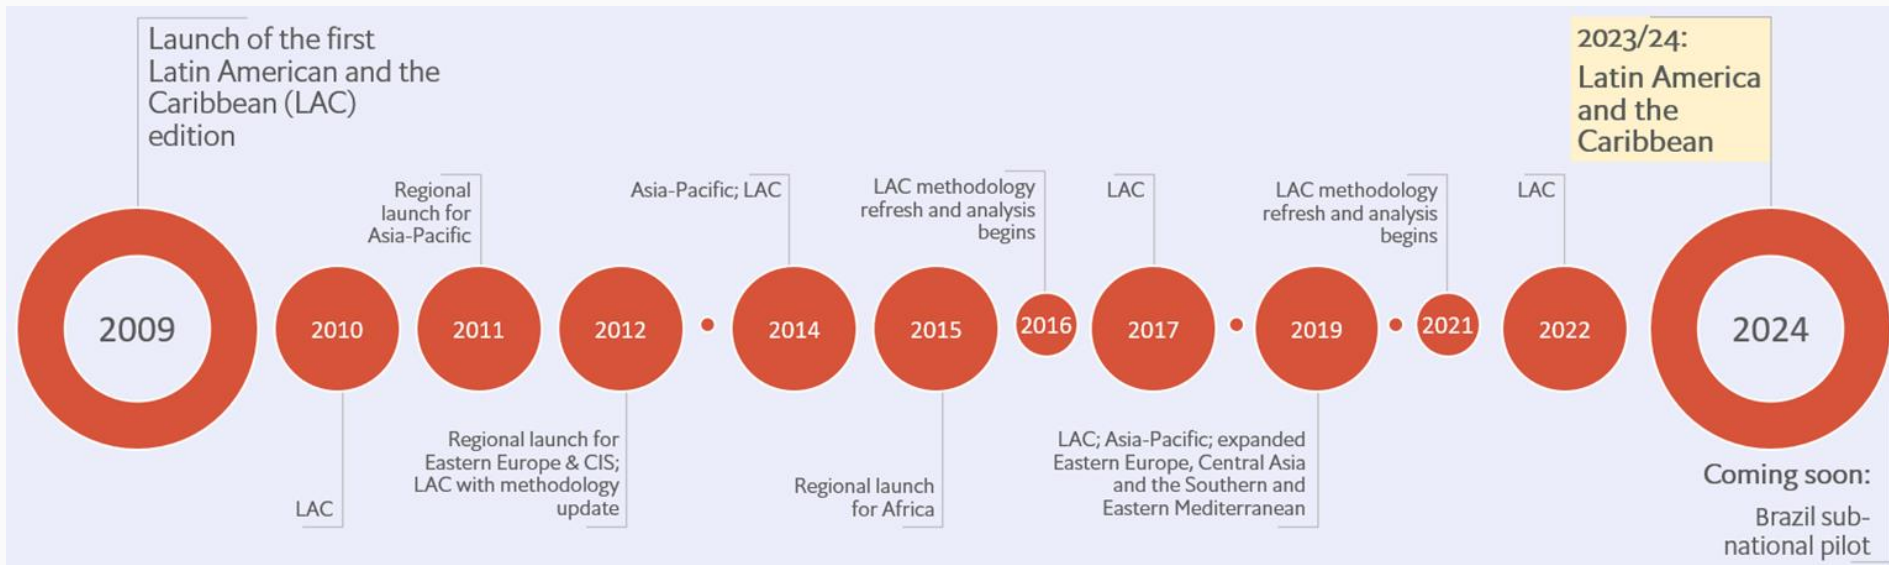 Launch of the first
Latin American and the
Caribbean (LAC)
edition
2009
2010
LAC
Regional
launch for
Asia-Pacific
2011
2012
Regional launch for
Eastern Europe & CIS;
LAC with methodology
update
Asia-Pacific; LAC
2014
2015
Regional launch
for Africa
LAC methodology
refresh and analysis
begins
2016
LAC
2017
2019
LAC; Asia-Pacific; expanded
Eastern Europe, Central Asia
and the Southern and
Eastern Mediterranean
LAC methodology
refresh and analysis
begins
2021
LAC
2022
2023/24:
Latin America
and the
Caribbean
2024
Coming soon:
Brazil sub-
national pilot